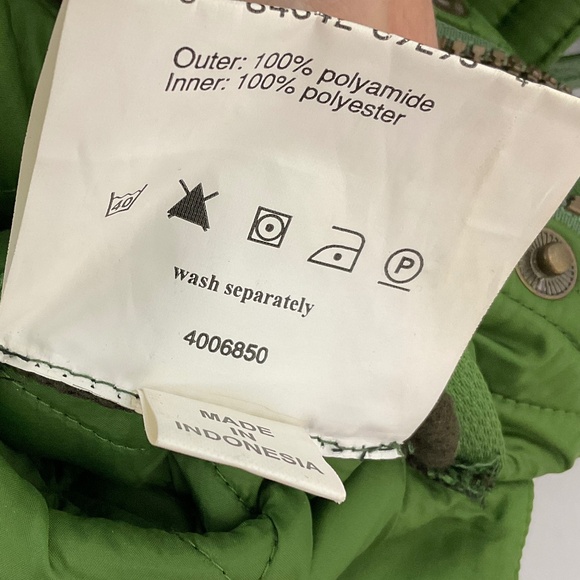 Outer: 100% polyamide
Inner: 100% polyester
40
P
wash separately
4006850
MADE
IN
INDONESIA